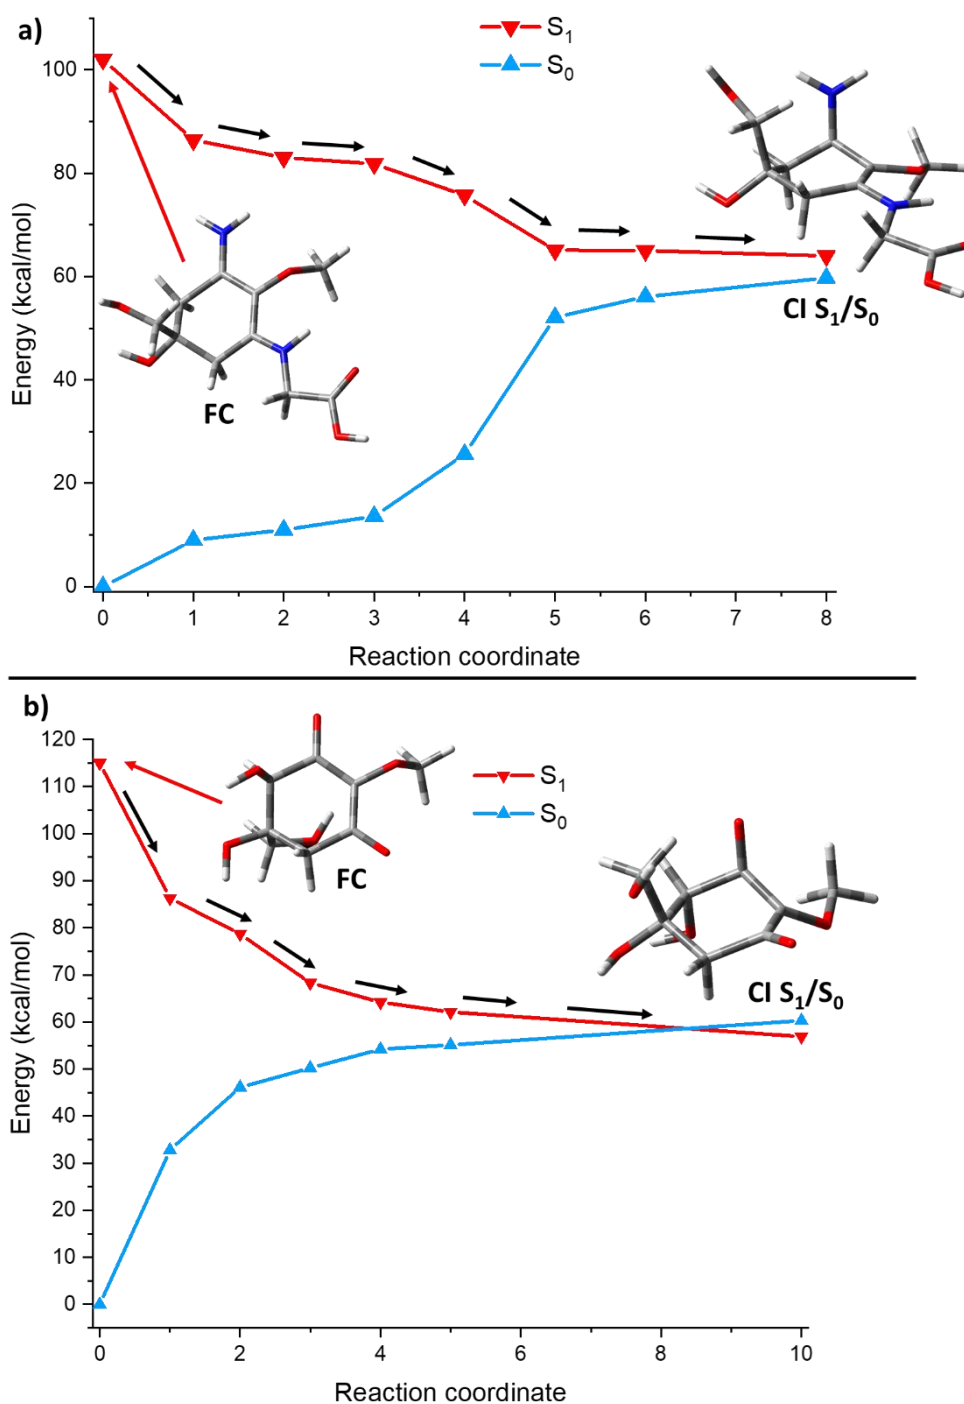 a)
S₁
S₀
100
80
60
40
20
0
Energy (kcal/mol)
FC
CI S₁/S₀
0 1 2 3 4 5 6 7 8
Reaction coordinate
b)
S₁
S₀
120
110
100
90
80
70
60
50
40
30
20
10
0
Energy (kcal/mol)
FC
CI S₁/S₀
0 2 4 6 8 10
Reaction coordinate